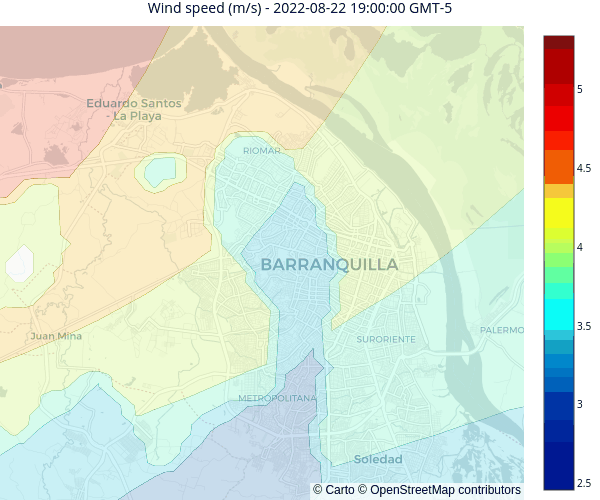 Wind speed (m/s) - 2022-08-22 19:00:00 GMT-5
Eduardo Santos
- La Playa
RIOMAR
BARRANQUILLA
Juan Mina
SURORIENTE
PALERMO
METROPOLITANA
Soledad
© Carto © OpenStreetMap contributors
5
4.5
4
3.5
3
2.5